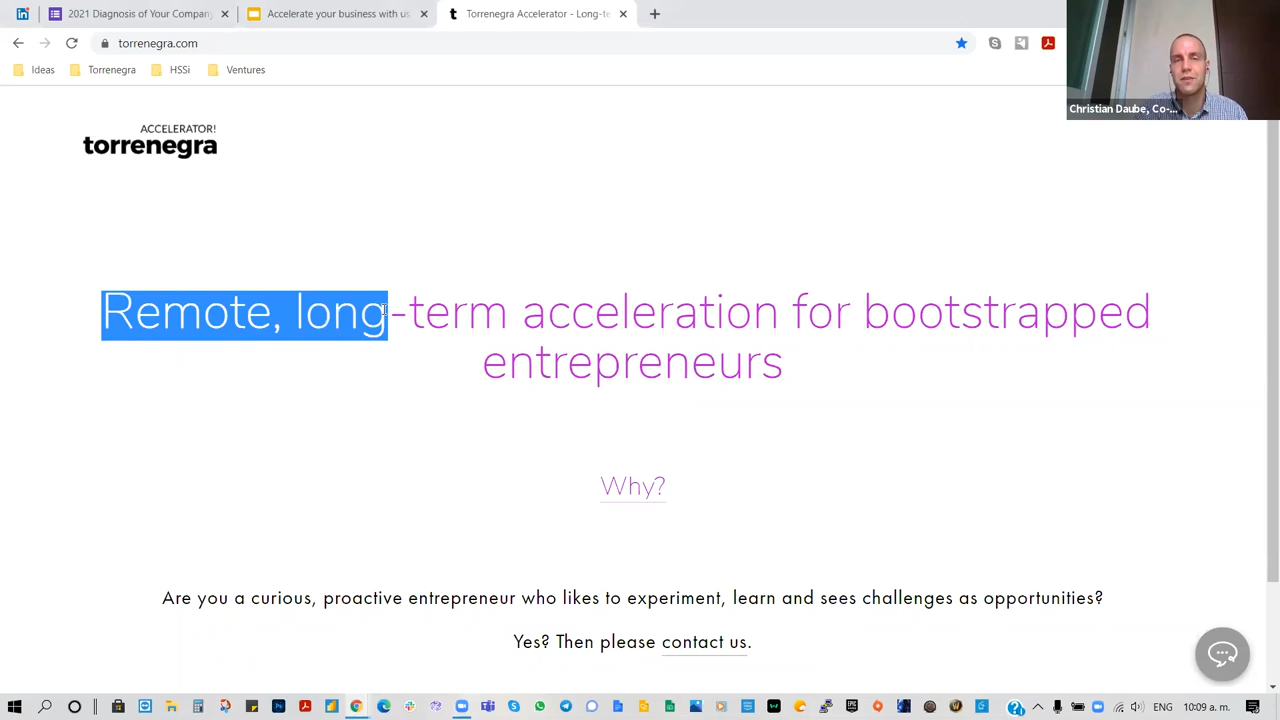 2021 Diagnosis of Your Company
Accelerate your business with us
Torrenegra Accelerator - Long-te
torrenegra.com
Ideas
Torrenegra
HSSi
Ventures
Christian Daube, Co-...
ACCELERATOR!
torrenegra
Remote, long-term acceleration for bootstrapped
entrepreneurs
Why?
Are you a curious, proactive entrepreneur who likes to experiment, learn and sees challenges as opportunities?
Yes? Then please contact us.
ENG
10:09 a. m.